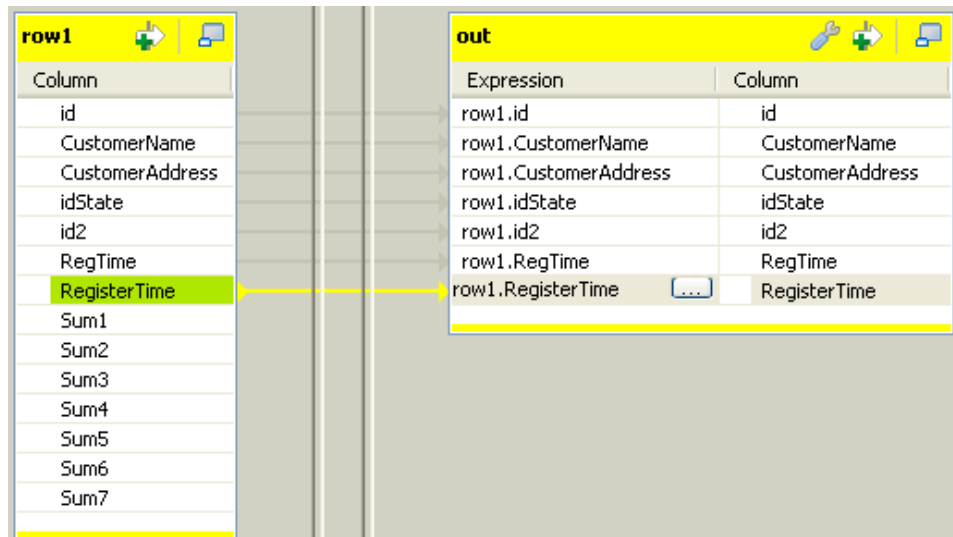 row1
Column
id
CustomerName
CustomerAddress
idState
id2
RegTime
RegisterTime
Sum1
Sum2
Sum3
Sum4
Sum5
Sum6
Sum7
out
Expression Column
row1.id id
row1.CustomerName CustomerName
row1.CustomerAddress CustomerAddress
row1.idState idState
row1.id2 id2
row1.RegTime RegTime
row1.RegisterTime ... RegisterTime